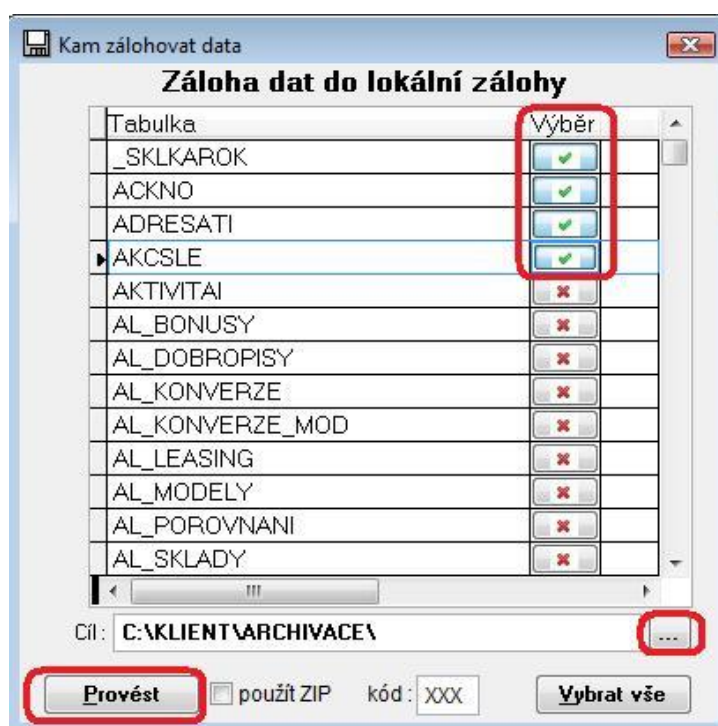 Kam zálohovat data
Záloha dat do lokální zálohy
Tabulka Výběr
_SKLKAROK
ACKNO
ADRESATI
AKCSLE
AKTIVITAI
AL_BONUSY
AL_DOBROPISY
AL_KONVERZE
AL_KONVERZE_MOD
AL_LEASING
AL_MODELY
AL_POROVNANI
AL_SKLADY
Cíl: C:\KLIENT\ARCHIVACE\ ...
Provést použít ZIP kód: XXX Vybrat vše